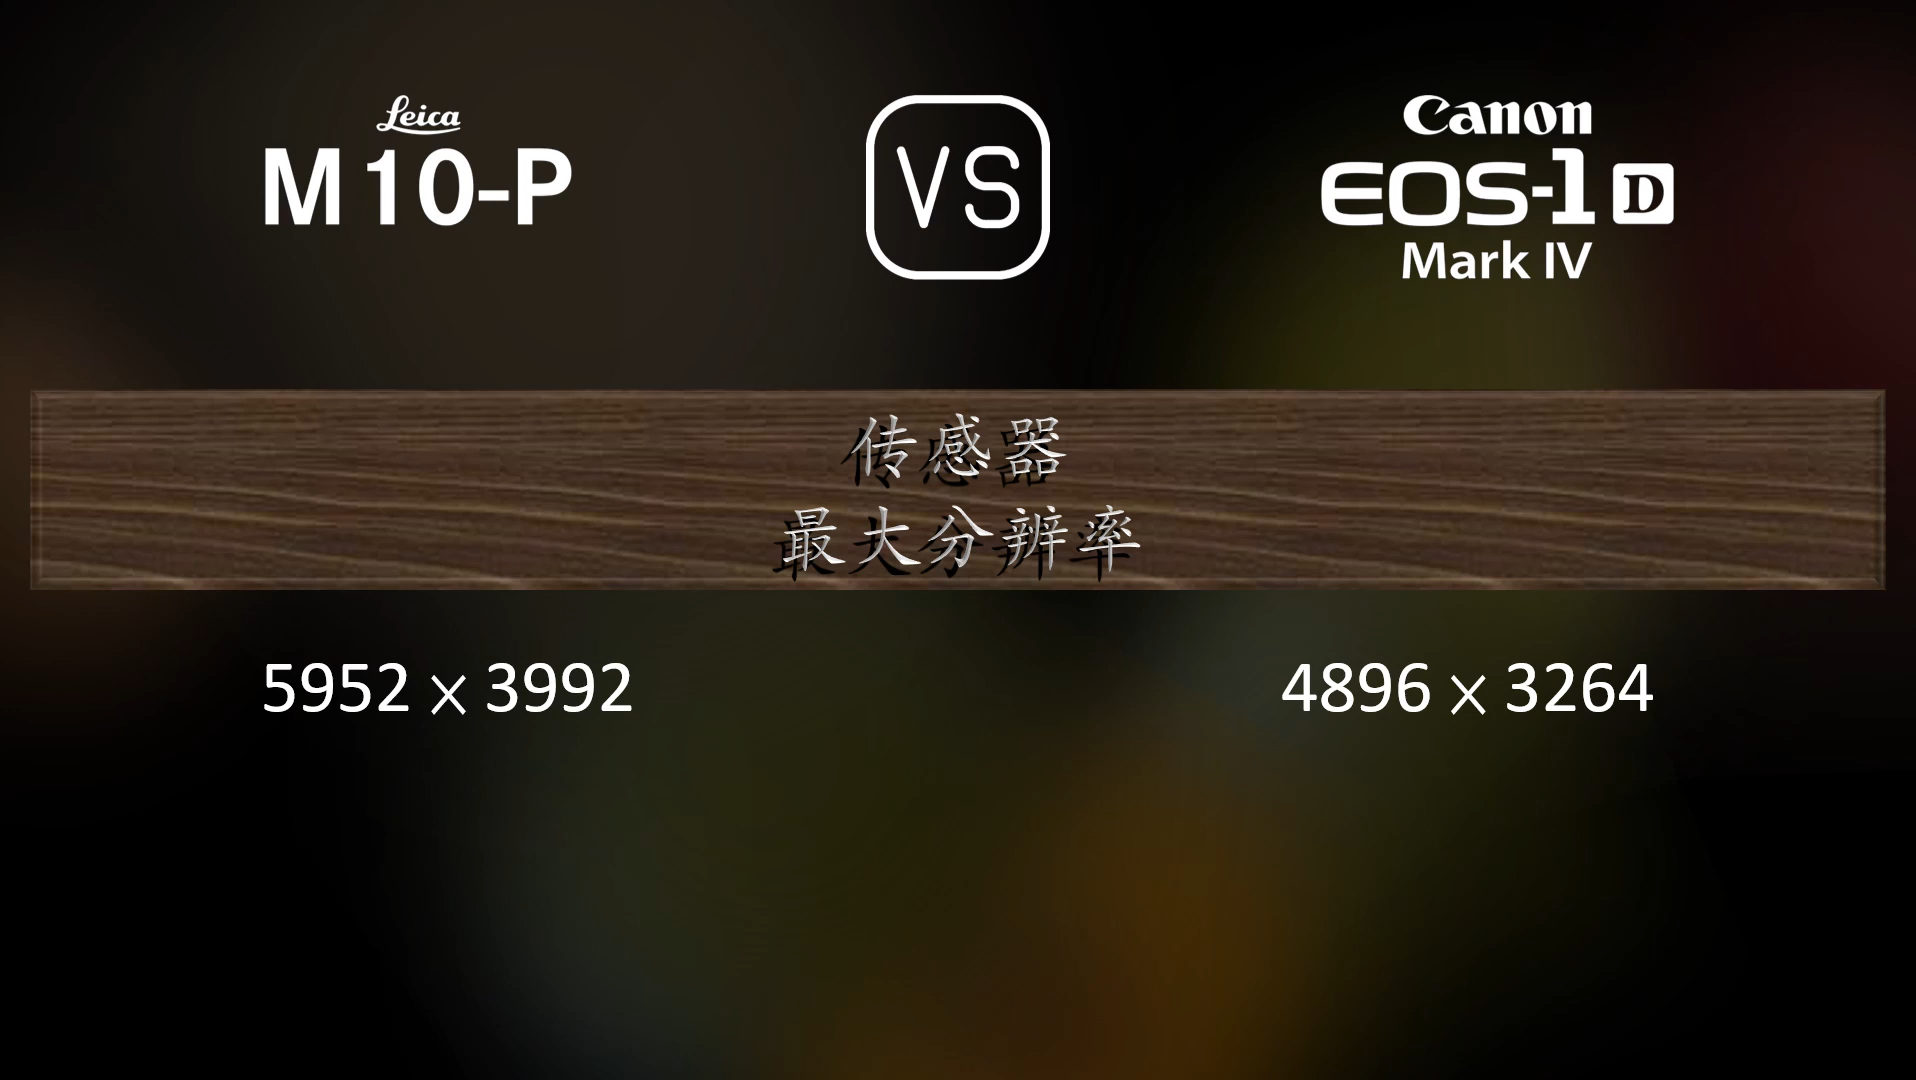 Leica
M10-P
VS
Canon
EOS-1D
Mark IV
传感器
最大分辨率
5952 x 3992
4896 x 3264